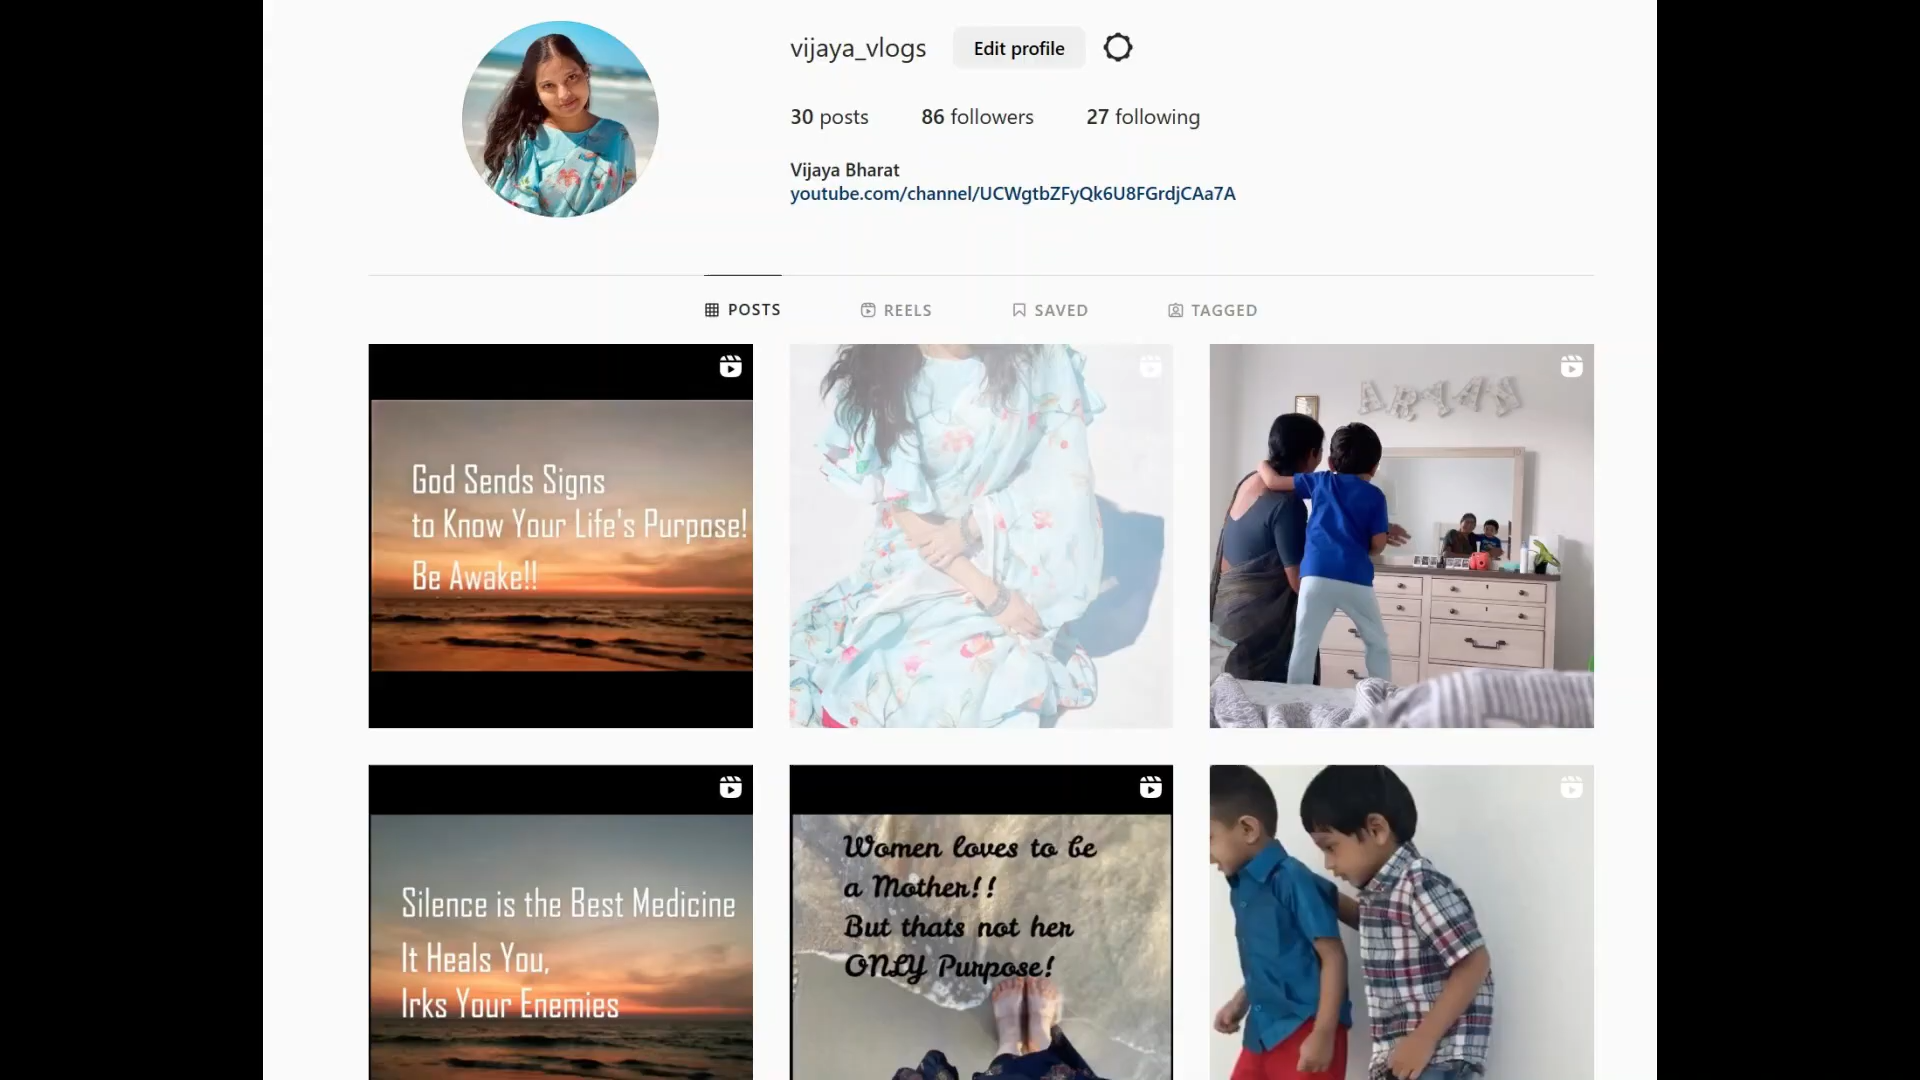 vijaya_vlogs Edit profile
30 posts 86 followers 27 following
Vijaya Bharat
youtube.com/channel/UCWgtbZFyQk6U8FGrdjCAa7A
POSTS REELS SAVED TAGGED
God Sends Signs
to Know Your Life's Purpose!
Be Awake!!
Silence is the Best Medicine
It Heals You,
Irks Your Enemies
Women loves to be
a Mother!!
But thats not her
ONLY Purpose!